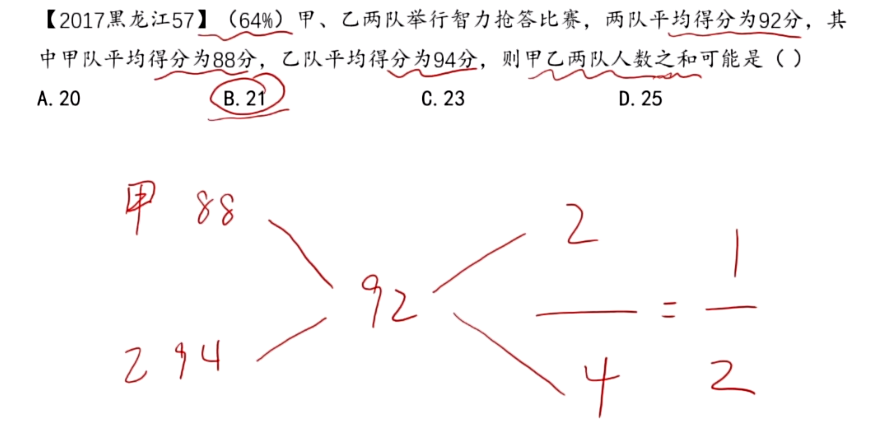 【2017黑龙江57】（64%）甲、乙两队举行智力抢答比赛，两队平均得分为92分，其
中甲队平均得分为88分，乙队平均得分为94分，则甲乙两队人数之和可能是（ ）
A. 20 B. 21 C. 23 D. 25
甲 88
乙 94
92
2
4
=
1
2